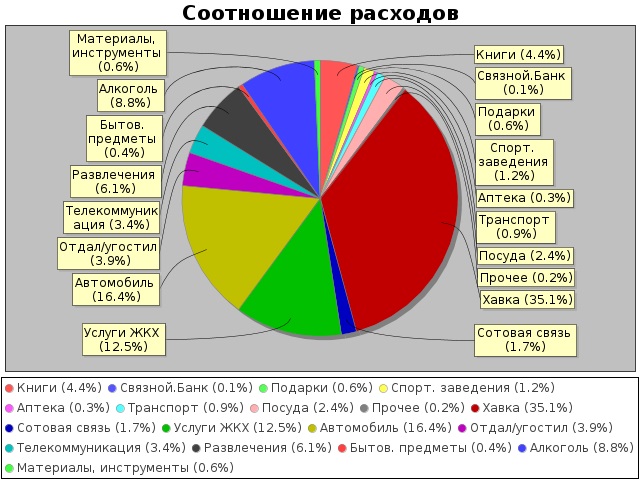 Соотношение расходов
Материалы,
инструменты
(0.6%)
Алкоголь
(8.8%)
Бытов.
предметы
(0.4%)
Развлечения
(6.1%)
Телекоммуник
ация (3.4%)
Отдал/угостил
(3.9%)
Автомобиль
(16.4%)
Услуги ЖКХ
(12.5%)
Книги (4.4%)
Связной.Банк
(0.1%)
Подарки
(0.6%)
Спорт.
заведения
(1.2%)
Аптека (0.3%)
Транспорт
(0.9%)
Посуда (2.4%)
Прочее (0.2%)
Хавка (35.1%)
Сотовая связь
(1.7%)
Книги (4.4%) Связной.Банк (0.1%) Подарки (0.6%) Спорт. заведения (1.2%)
Аптека (0.3%) Транспорт (0.9%) Посуда (2.4%) Прочее (0.2%) Хавка (35.1%)
Сотовая связь (1.7%) Услуги ЖКХ (12.5%) Автомобиль (16.4%) Отдал/угостил (3.9%)
Телекоммуникация (3.4%) Развлечения (6.1%) Бытов. предметы (0.4%) Алкоголь (8.8%)
Материалы, инструменты (0.6%)